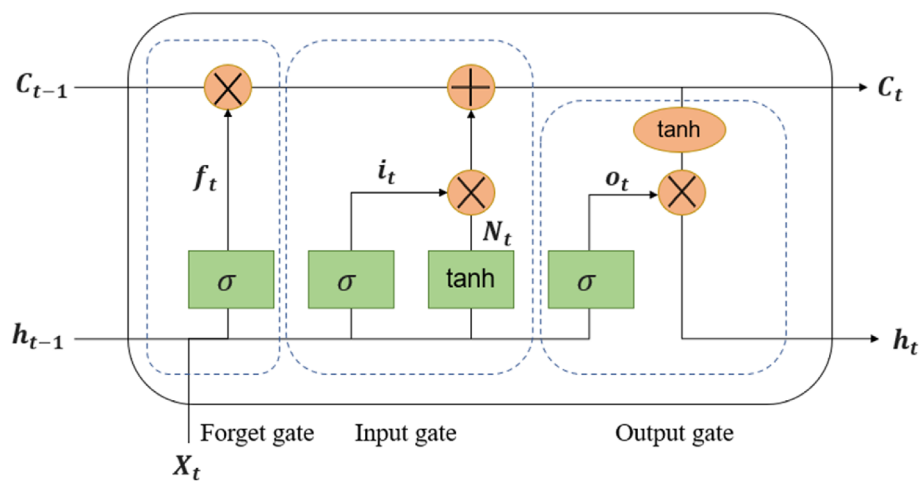 C_{t-1}
C_t
tanh
f_t
i_t
o_t
N_t
σ
σ
tanh
σ
h_{t-1}
h_t
Forget gate
Input gate
Output gate
X_t